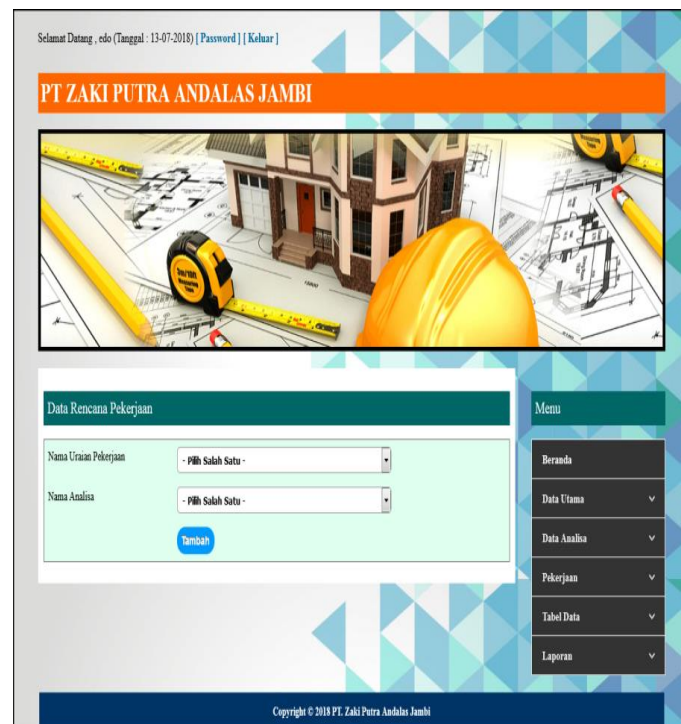 Selamat Datang , edo (Tanggal : 13-07-2018) [ Password ] [ Keluar ]
PT ZAKI PUTRA ANDALAS JAMBI
Data Rencana Pekerjaan
Nama Uraian Pekerjaan
- Pilih Salah Satu -
Nama Analisa
- Pilih Salah Satu -
Tambah
Menu
Beranda
Data Utama
Data Analisa
Pekerjaan
Tabel Data
Laporan
Copyright © 2018 PT. Zaki Putra Andalas Jambi